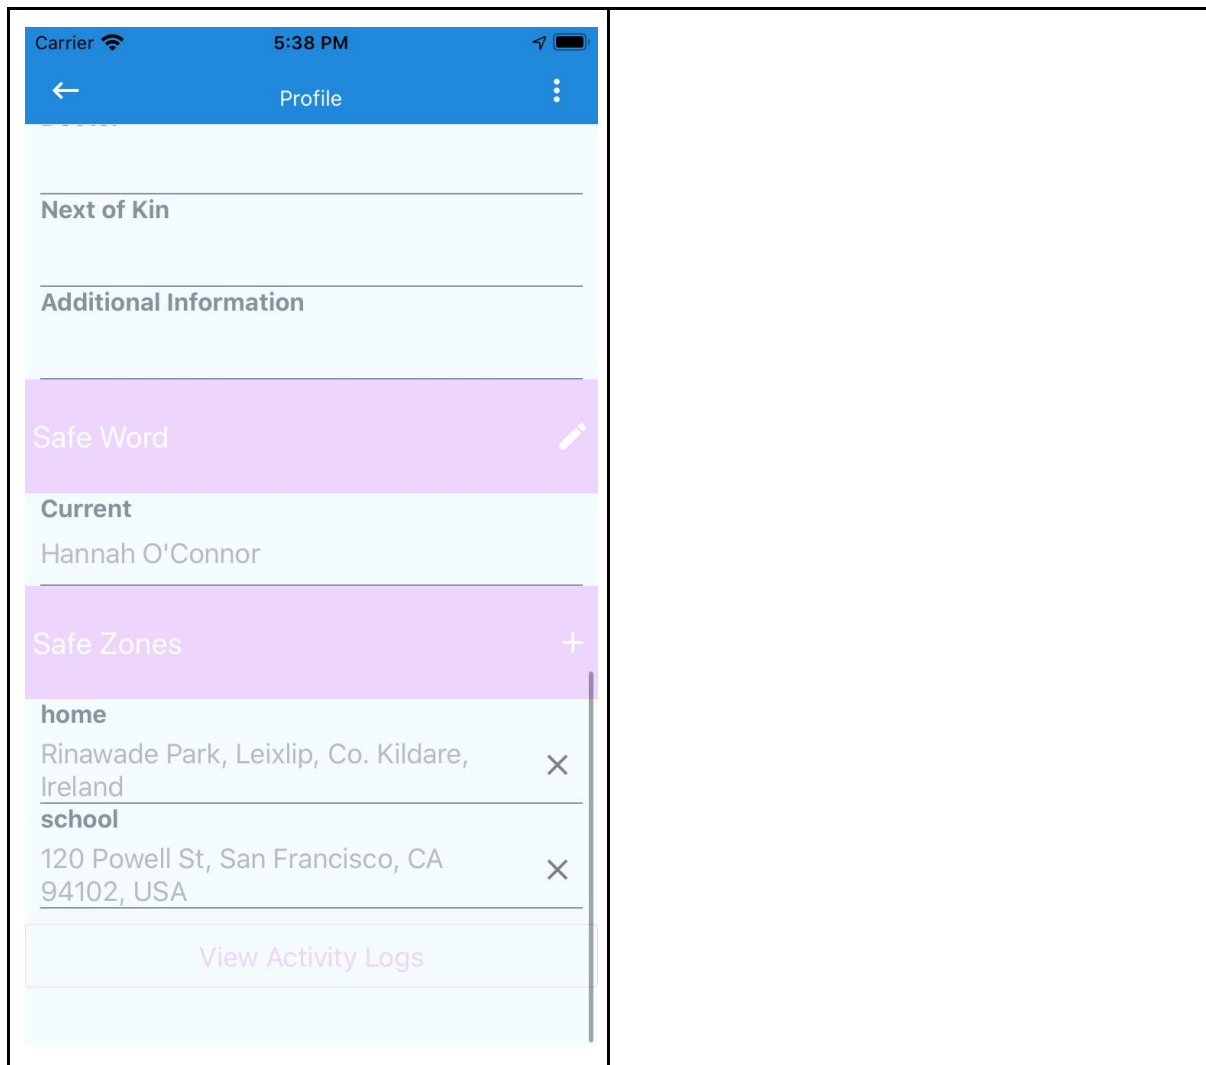 Carrier 5:38 PM
Profile
Next of Kin
Additional Information
Safe Word
Current
Hannah O'Connor
Safe Zones
home
Rinawade Park, Leixlip, Co. Kildare,
Ireland
school
120 Powell St, San Francisco, CA
94102, USA
View Activity Logs